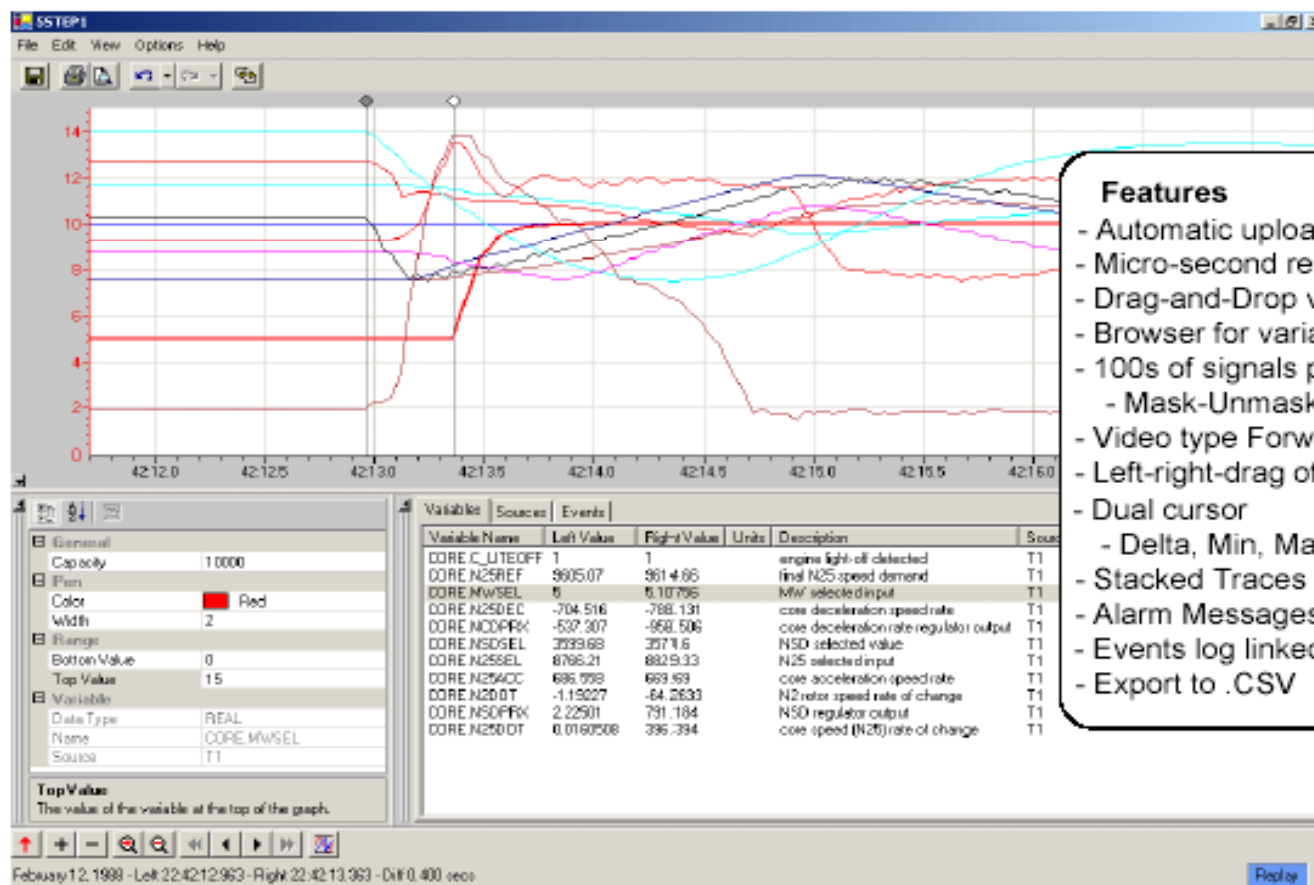 SSTEP1
File Edit View Options Help
14
12
10
8
6
4
2
0
42:12.0 42:12.5 42:13.0 42:13.5 42:14.0 42:14.5 42:15.0 42:15.5 42:16.0
Features
- Automatic uploa
- Micro-second re
- Drag-and-Drop v
- Browser for varia
- 100s of signals p
- Mask-Unmask
- Video type Forw
- Left-right-drag of
- Dual cursor
- Delta, Min, Ma
- Stacked Traces
- Alarm Messages
- Events log linked
- Export to .CSV
General
Capacity 10000
Pen
Color Red
Width 2
Range
Bottom Value 0
Top Value 15
Variable
Data Type REAL
Name CORE.MWSEL
Source T1
Top Value
The value of the variable at the top of the graph.
Variables Sources Events
Variable Name Left Value Right Value Units Description Sourc
CORE.C_LITEOFF 1 1 engine light-off detected T1
CORE.N25REF 9605.07 9614.66 final N25 speed demand T1
CORE.MWSEL 5 5.10796 MW selected input T1
CORE.N25DEC -704.516 -788.131 core deceleration speed rate T1
CORE.NCDPRX -537.307 -958.506 core deceleration rate regulator output T1
CORE.NSDSEL 3599.68 3571.6 NSD selected value T1
CORE.N25SEL 8766.21 8829.33 N25 selected input T1
CORE.N25ACC 686.998 669.69 core acceleration speed rate T1
CORE.N2DOT -1.19227 -64.2633 N2 rotor speed rate of change T1
CORE.NSDPRX 2.22501 791.184 NSD regulator output T1
CORE.N25DOT 0.0160508 396.394 core speed (N25) rate of change T1
February 12, 1988 - Left 22:42:12:963 - Right 22:42:13.363 - Diff 0.400 secs
Replay